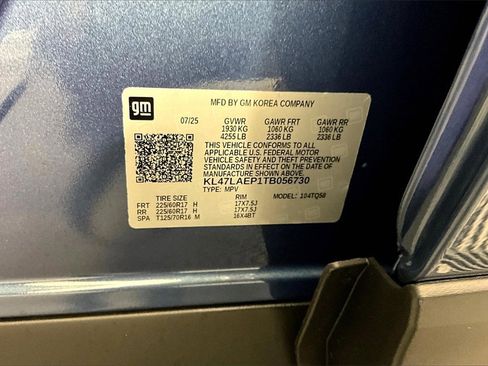 gm
MFD BY GM KOREA COMPANY
07/25 GVWR GAWR FRT GAWR RR
1930 KG 1060 KG 1060 KG
4255 LB 2336 LB 2336 LB
THIS VEHICLE CONFORMS TO ALL
APPLICABLE U.S. FEDERAL MOTOR
VEHICLE SAFETY AND THEFT PREVENTION
STANDARDS IN EFFECT ON THE DATE OF
MANUFACTURE SHOWN ABOVE.
KL47LAEP1TB056730
TYPE: MPV MODEL: 1D4TQ58
TIRE SIZE RIM
FRT 225/60R17 H 17X7.5J
RR 225/60R17 H 17X7.5J
SPA T125/70R16 M 16X4BT